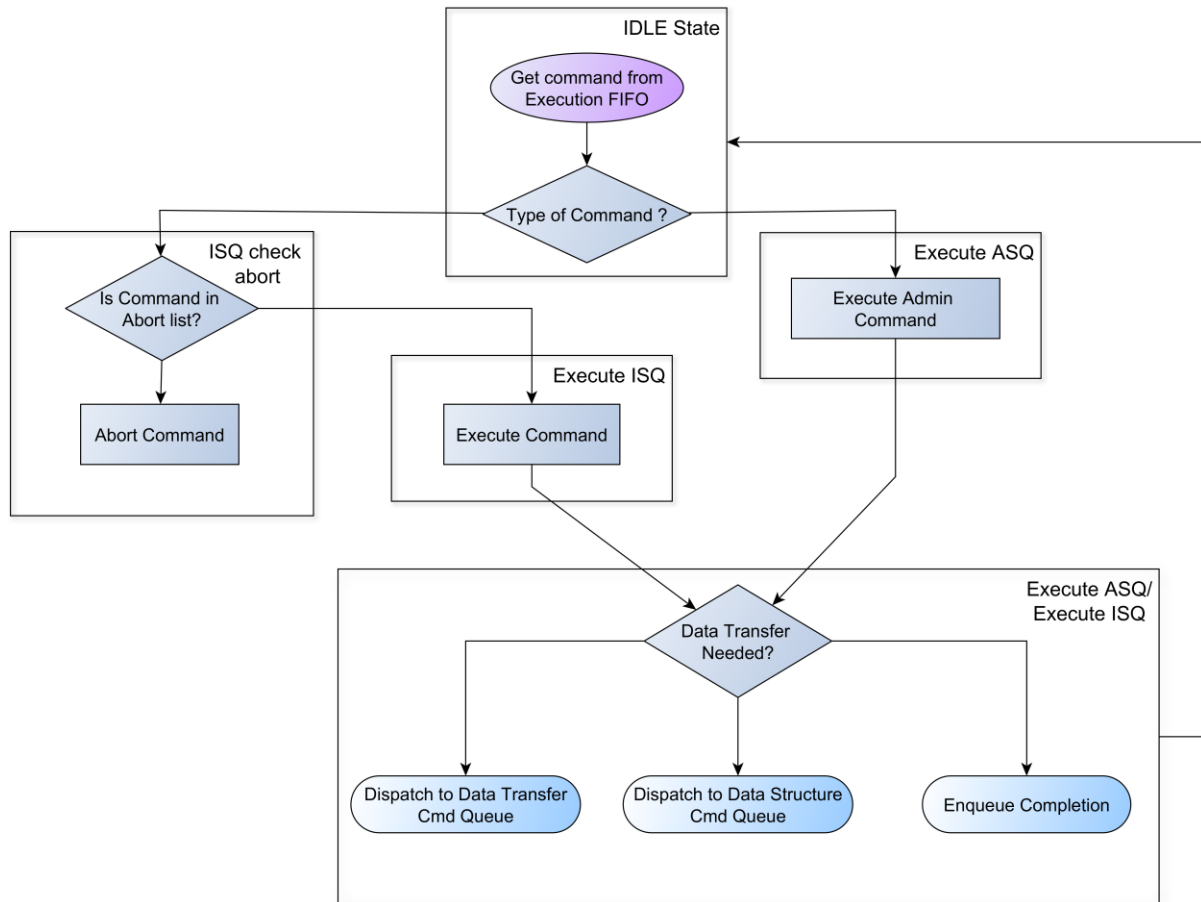 IDLE State
Get command from
Execution FIFO
Type of Command ?
ISQ check
abort
Is Command in
Abort list?
Abort Command
Execute ISQ
Execute Command
Execute ASQ
Execute Admin
Command
Execute ASQ/
Execute ISQ
Data Transfer
Needed?
Dispatch to Data Transfer
Cmd Queue
Dispatch to Data Structure
Cmd Queue
Enqueue Completion